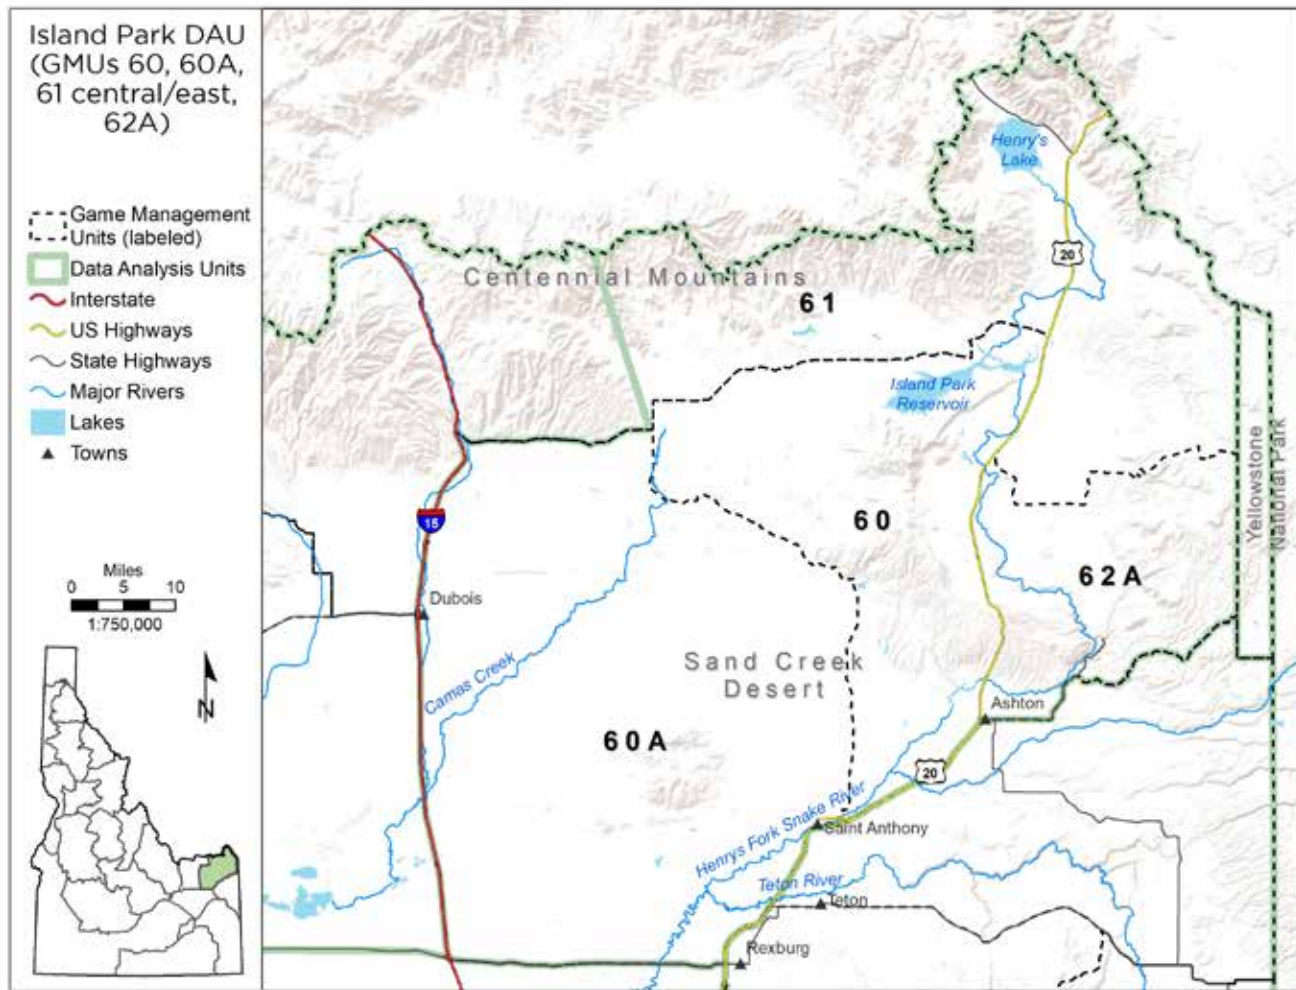 Island Park DAU
(GMUs 60, 60A,
61 central/east,
62A)
Game Management
Units (labeled)
Data Analysis Units
Interstate
US Highways
State Highways
Major Rivers
Lakes
Towns
Miles
0 5 10
1:750,000
N
Henry's
Lake
20
Centennial Mountains
61
Island Park
Reservoir
Yellowstone
National Park
15
60
62A
Dubois
Camas Creek
Sand Creek
Desert
Ashton
60A
20
Henrys Fork Snake River
Saint Anthony
Teton River
Teton
Rexburg